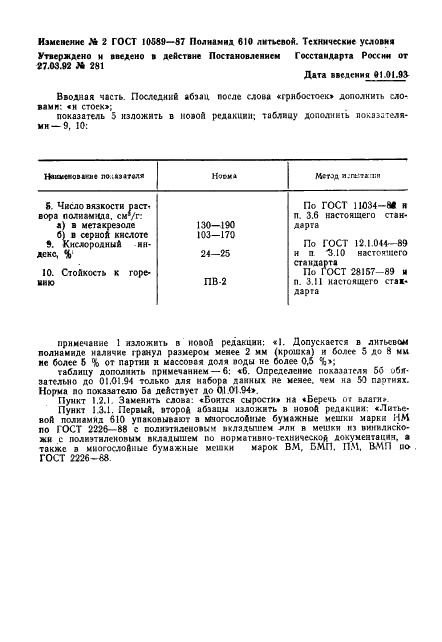 Изменение № 2 ГОСТ 10589—87 Полиамид 610 литьевой. Технические условия
Утверждено и введено в действие Постановлением Госстандарта России от
27.03.92 № 281
Дата введения 01.01.93
Вводная часть. Последний абзац после слова «грибостоек» дополнить сло-
вами: «и стоек»;
показатель 5 изложить в новой редакции; таблицу дополнить показателя-
ми — 9, 10:
Наименование показателя Норма Метод испытания
5. Число вязкости раст-
вора полиамида, см³/г:
а) в метакрезоле 130—190
б) в серной кислоте 103—170
По ГОСТ 11034—82 и
п. 3.6 настоящего стан-
дарта
9. Кислородный ин-
декс, % 24—25
По ГОСТ 12.1.044—89
и п. 3.10 настоящего
стандарта
10. Стойкость к горе-
нию ПВ-2
По ГОСТ 28157—89 и
п. 3.11 настоящего стан-
дарта
примечание 1 изложить в новой редакции: «1. Допускается в литьевом
полиамиде наличие гранул размером менее 2 мм (крошка) и более 5 до 8 мм
не более 5 % от партии и массовая доля воды не более 0,5 %»;
таблицу дополнить примечанием — 6: «6. Определение показателя 5б обя-
зательно до 01.01.94 только для набора данных не менее, чем на 50 партиях.
Норма по показателю 5а действует до 01.01.94».
Пункт 1.2.1. Заменить слова: «Боится сырости» на «Беречь от влаги».
Пункт 1.3.1. Первый, второй абзацы изложить в новой редакции: «Литье-
вой полиамид 610 упаковывают в многослойные бумажные мешки марки НМ
по ГОСТ 2226—88 с полиэтиленовым вкладышем или в мешки из винилиско-
жи с полиэтиленовым вкладышем по нормативно-технической документации, а
также в многослойные бумажные мешки марок ВМ, БМП, ПМ, ВМП по
ГОСТ 2226—88.